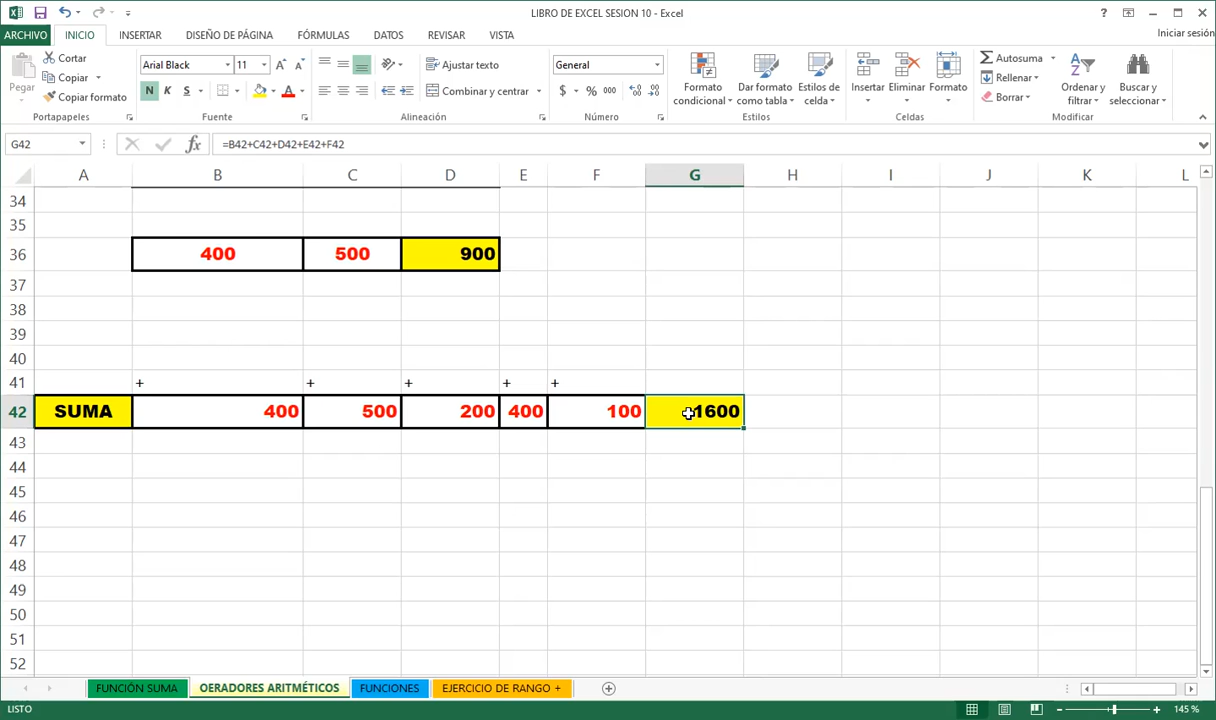 LIBRO DE EXCEL SESION 10 - Excel
?
ARCHIVO INICIO INSERTAR DISEÑO DE PÁGINA FÓRMULAS DATOS REVISAR VISTA Iniciar sesión
Pegar
Cortar
Copiar
Copiar formato
Portapapeles
Arial Black 11 A A
N K S A
Fuente
Ajustar texto
Combinar y centrar
Alineación
General
$ % 000
Número
Formato condicional
Dar formato como tabla
Estilos de celda
Estilos
Insertar Eliminar Formato
Celdas
Autosuma
Rellenar
Borrar
Ordenar y filtrar
Buscar y seleccionar
Modificar
G42 fx =B42+C42+D42+E42+F42
A B C D E F G H I J K L
34
35
36 400 500 900
37
38
39
40
41 + + + + +
42 SUMA 400 500 200 400 100 1600
43
44
45
46
47
48
49
50
51
52
FUNCIÓN SUMA OERADORES ARITMÉTICOS FUNCIONES EJERCICIO DE RANGO +
LISTO 145 %